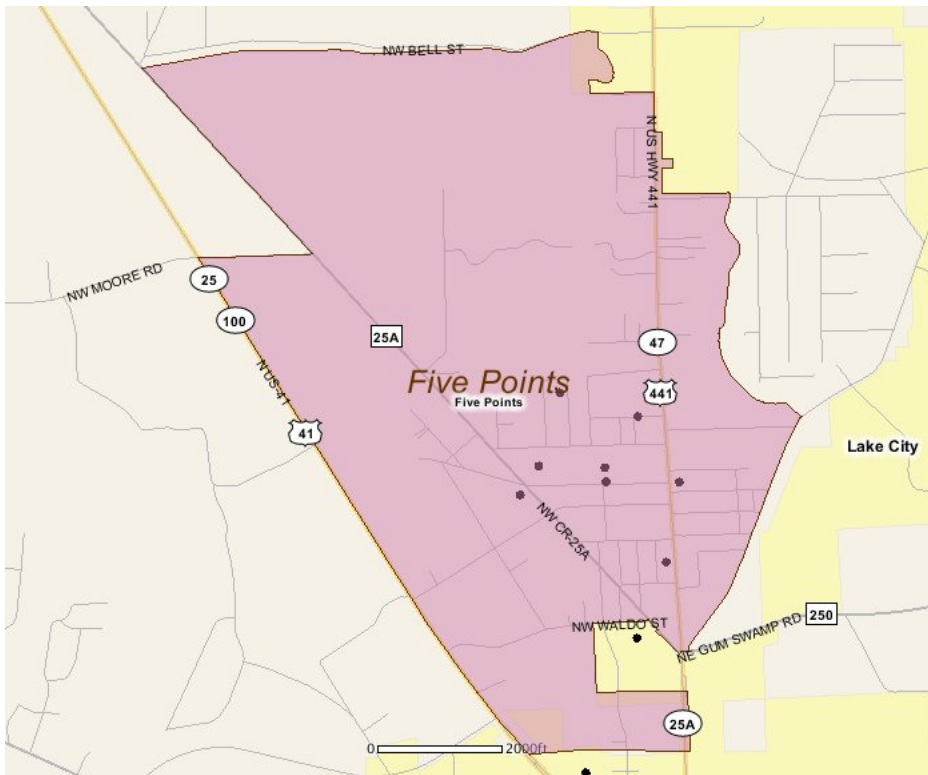 NW BELL ST
N US HWY 441
NW MOORE RD
25
100
25A
47
N US-41
Five Points
Five Points
441
41
Lake City
NW CR-25A
NW WALDO ST
250
NE GUM SWAMP RD
25A
0 2000ft